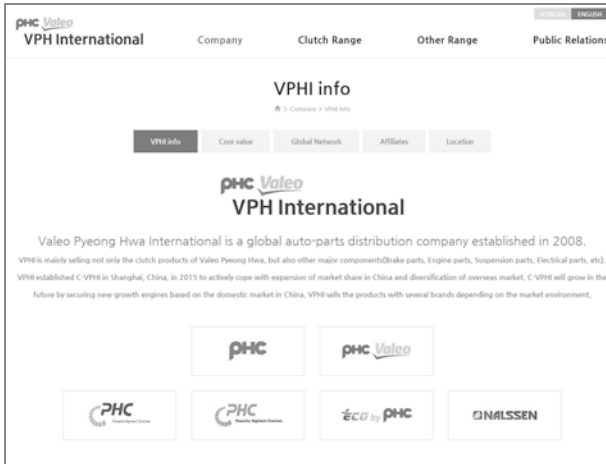 KOREAN ENGLISH
PHC Valeo
VPH International Company Clutch Range Other Range Public Relations
VPHI info
> Company > VPHI info
VPHI info Core value Global Network Affiliates Location
PHC Valeo
VPH International
Valeo Pyeong Hwa International is a global auto-parts distribution company established in 2008.
VPHI is mainly selling not only the clutch products of Valeo Pyeong Hwa, but also other major components(Brake parts, Engine parts, Suspension parts, Electrical parts, etc).
VPHI established C-VPHI in Shanghai, China, in 2015 to actively cope with expansion of market share in China and diversification of overseas market, C-VPHI will grow in the
future by securing new growth engines based on the domestic market in China. VPHI sells the products with several brands depending on the market environment.
PHC PHC Valeo
PHC PHC ECO by PHC NALSSEN